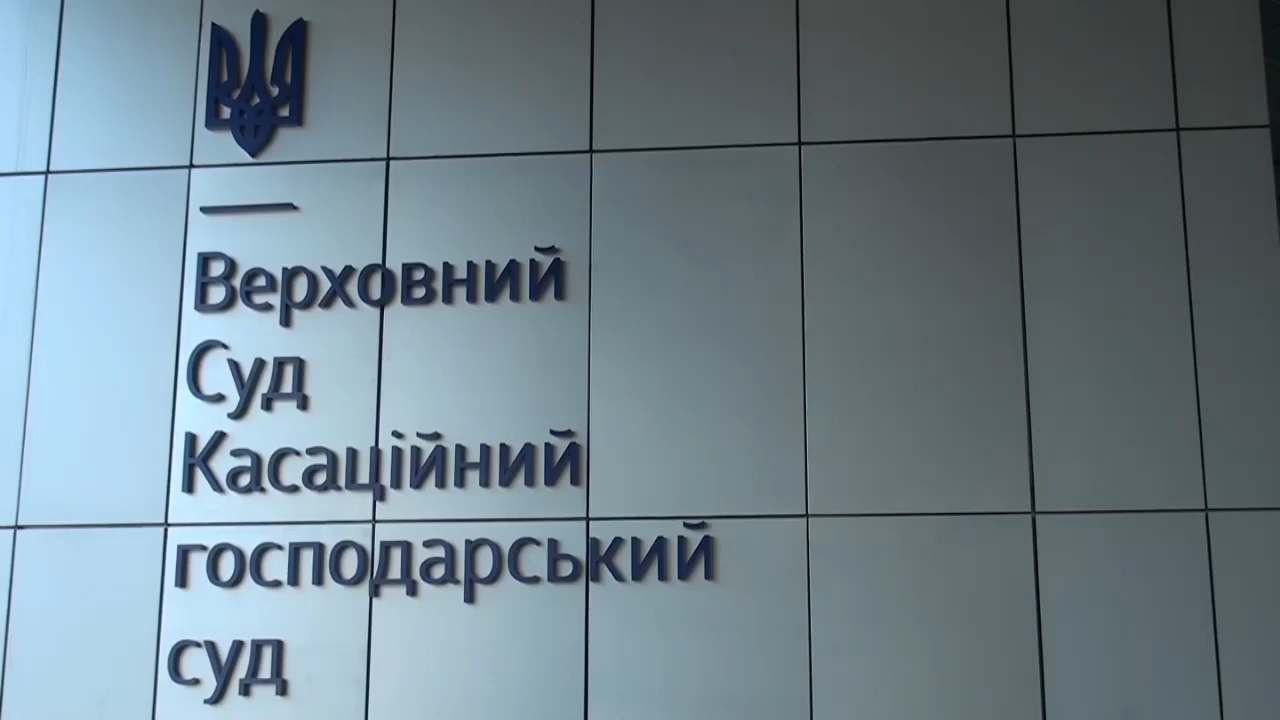 Верховний
Суд
Касаційний
господарський
суд